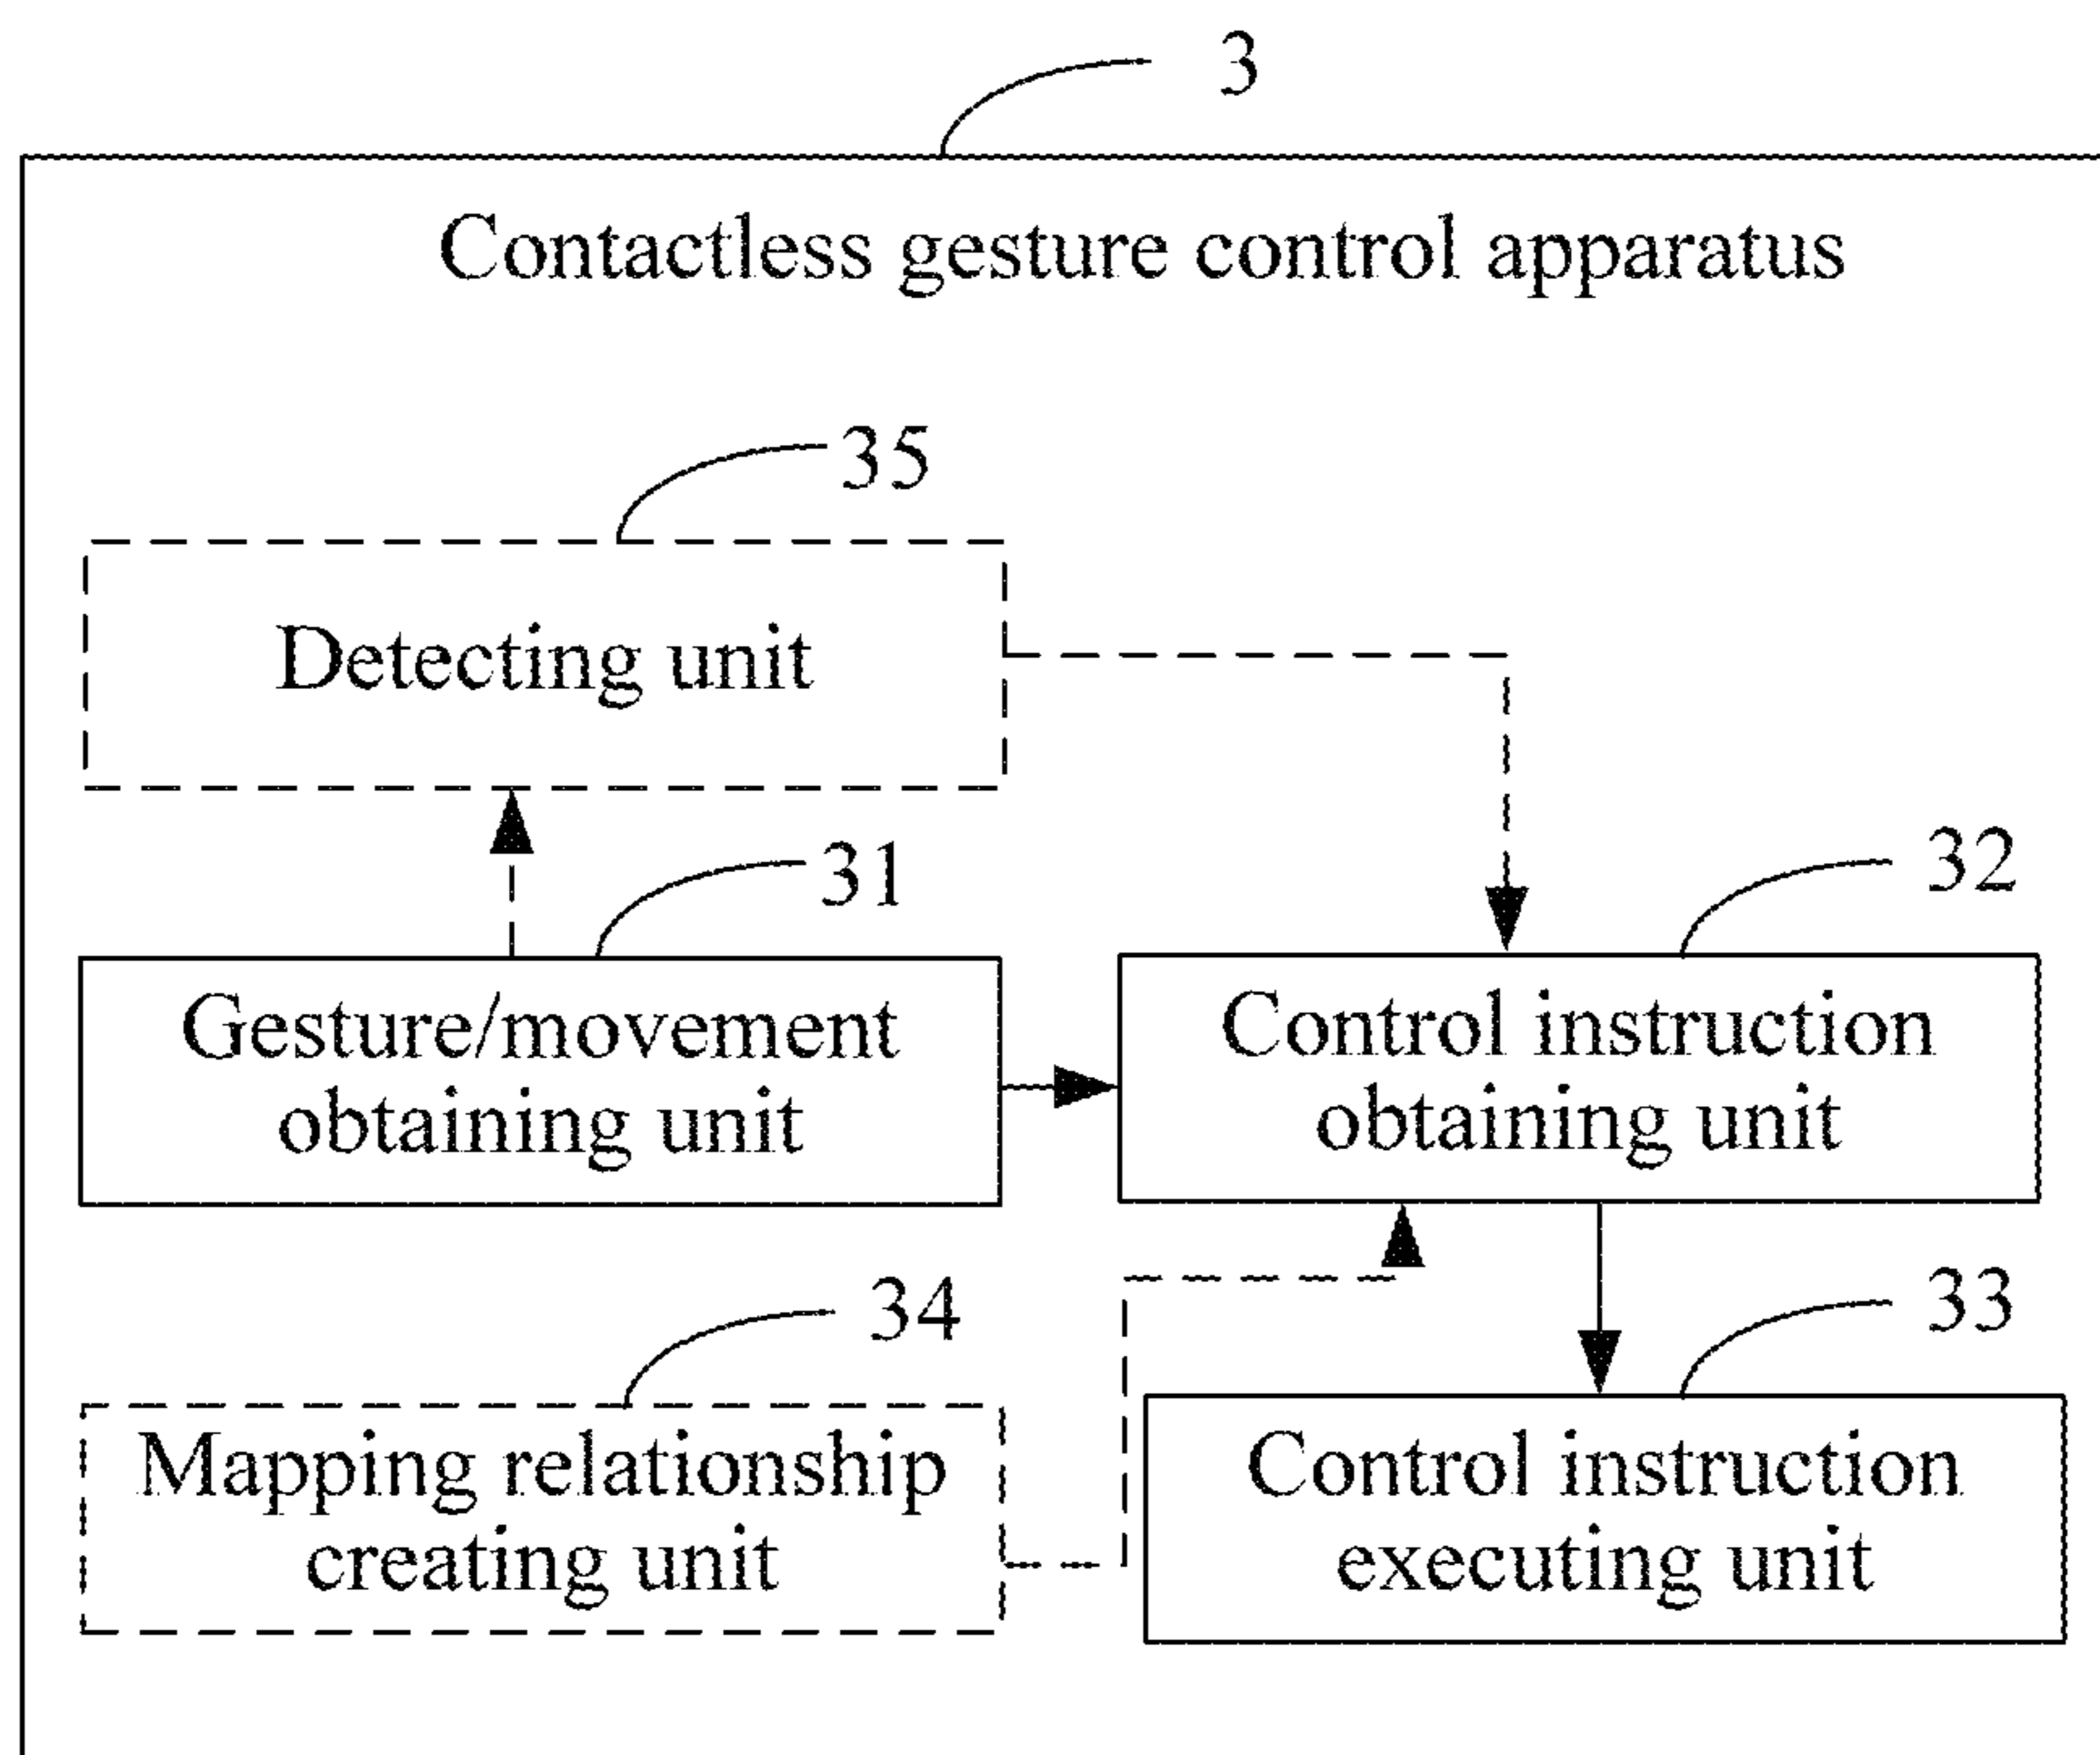 3
Contactless gesture control apparatus
35
Detecting unit
31
32
Gesture/movement
obtaining unit
Control instruction
obtaining unit
34
33
Mapping relationship
creating unit
Control instruction
executing unit